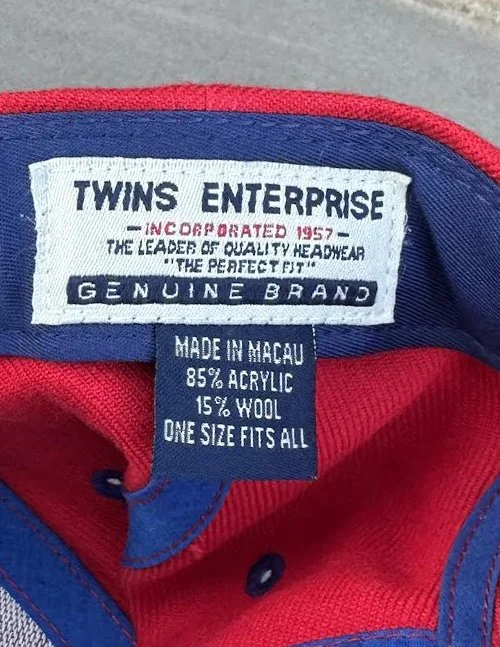 TWINS ENTERPRISE
—INCORPORATED 1957—
THE LEADER OF QUALITY HEADWEAR
"THE PERFECT FIT"
GENUINE BRAND
MADE IN MACAU
85% ACRYLIC
15% WOOL
ONE SIZE FITS ALL